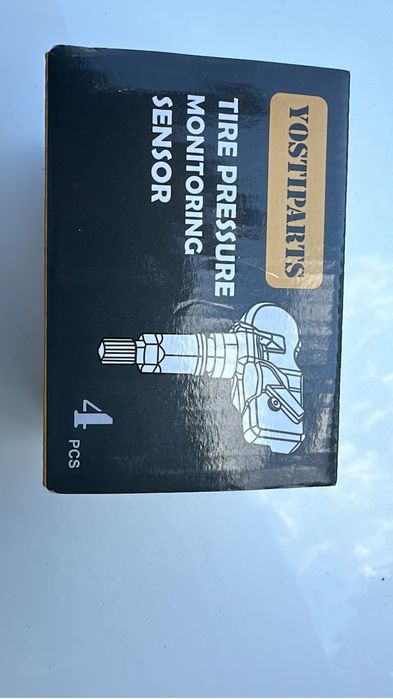 YOSTIPARTS
TIRE PRESSURE
MONITORING
SENSOR
4 PCS